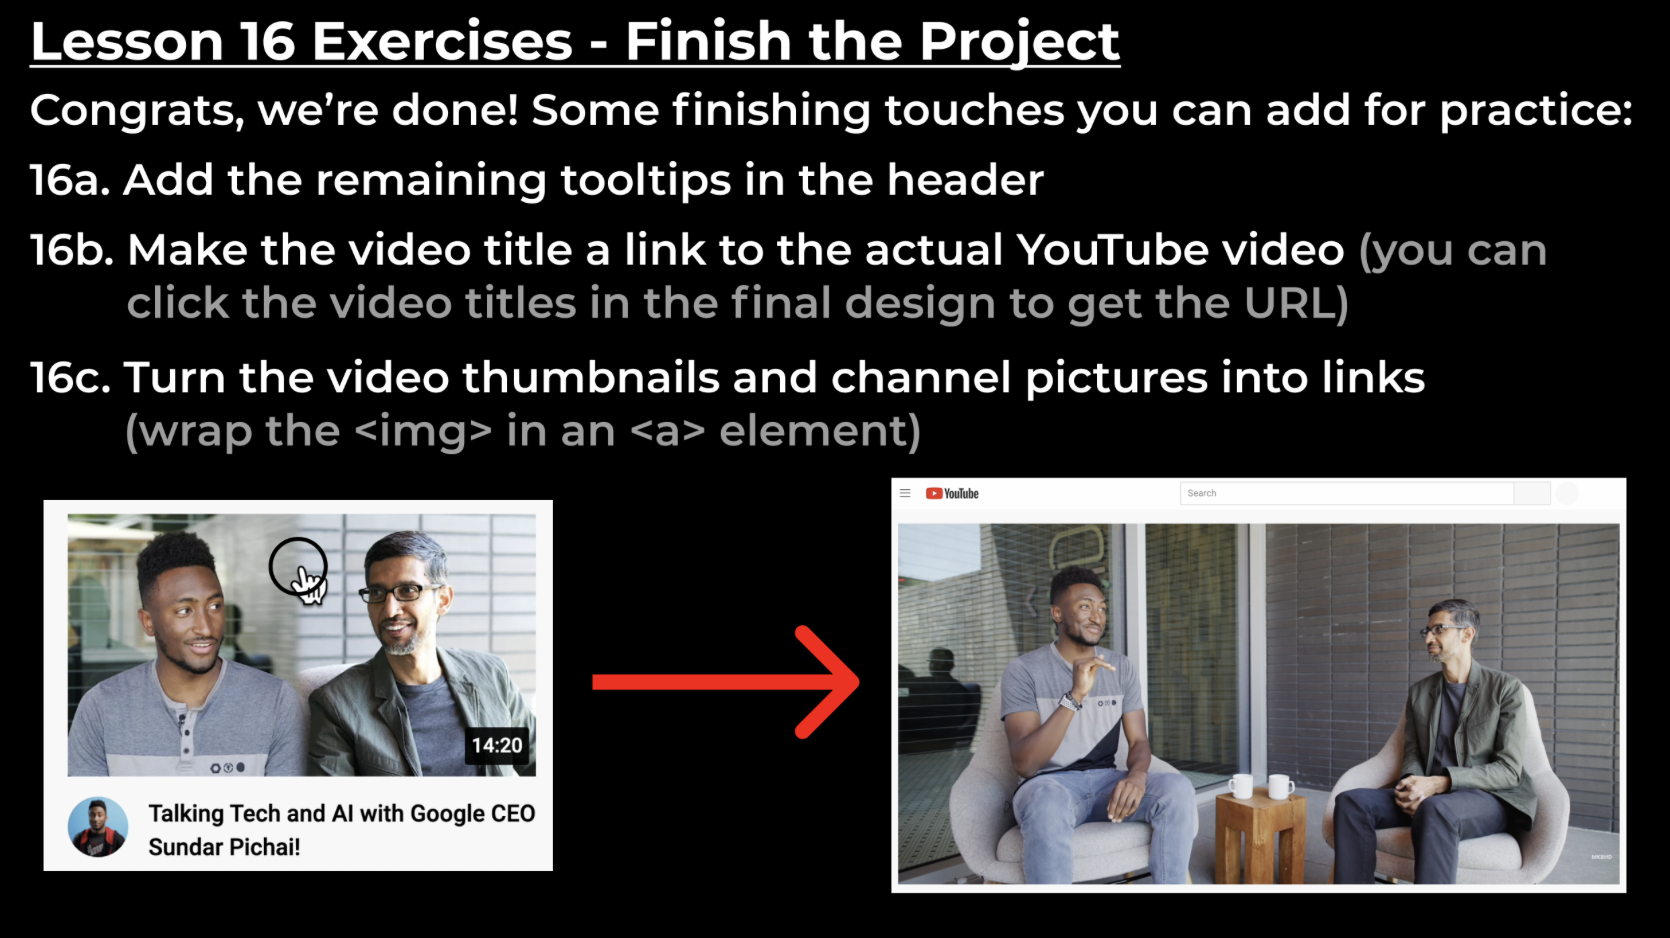 Lesson 16 Exercises - Finish the Project
Congrats, we're done! Some finishing touches you can add for practice:
16a. Add the remaining tooltips in the header
16b. Make the video title a link to the actual YouTube video (you can
click the video titles in the final design to get the URL)
16c. Turn the video thumbnails and channel pictures into links
(wrap the <img> in an <a> element)
14:20
Talking Tech and AI with Google CEO
Sundar Pichai!
YouTube
Search